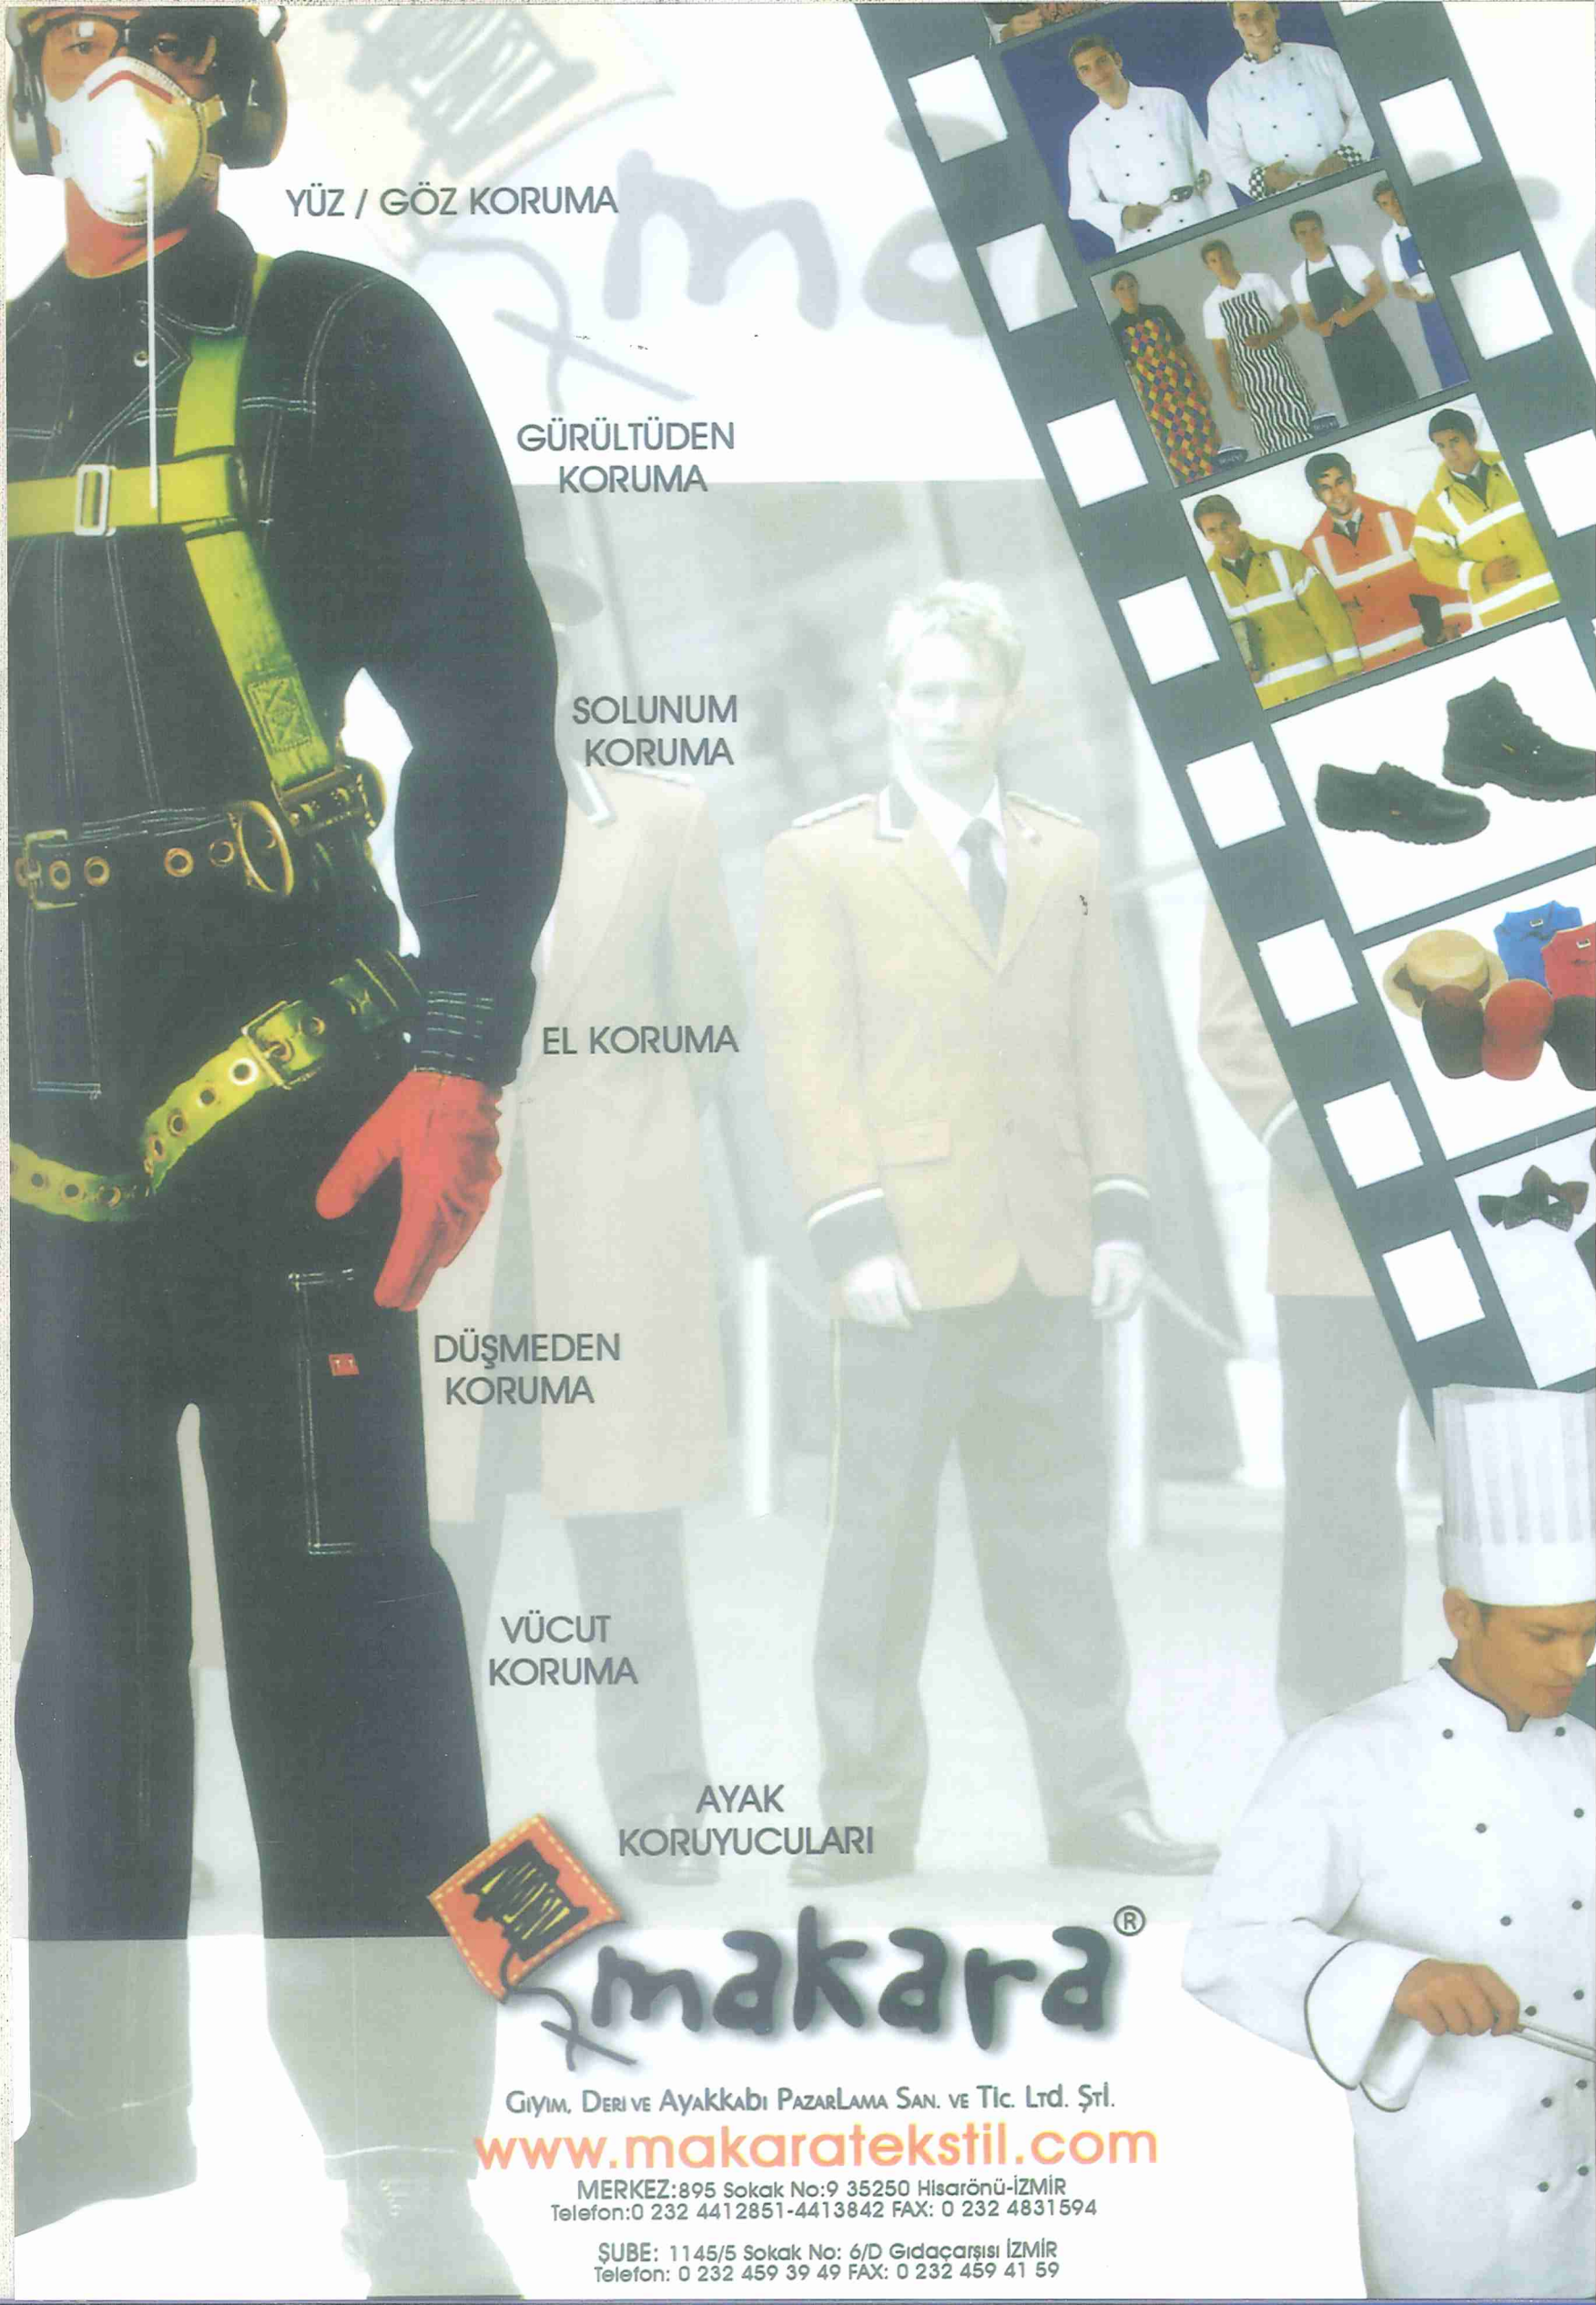 YÜZ / GÖZ KORUMA
GÜRÜLTÜDEN
KORUMA
SOLUNUM
KORUMA
EL KORUMA
DÜŞMEDEN
KORUMA
VÜCUT
KORUMA
AYAK
KORUYUCULARI
makara®
GİYİM, DERİ VE AYAKKABI PAZARLAMA SAN. VE TİC. LTD. ŞTİ.
www.makaratekstil.com
MERKEZ:895 Sokak No:9 35250 Hisarönü-İZMİR
Telefon:0 232 4412851-4413842 FAX: 0 232 4831594
ŞUBE: 1145/5 Sokak No: 6/D Gıdaçarşısı İZMİR
Telefon: 0 232 459 39 49 FAX: 0 232 459 41 59